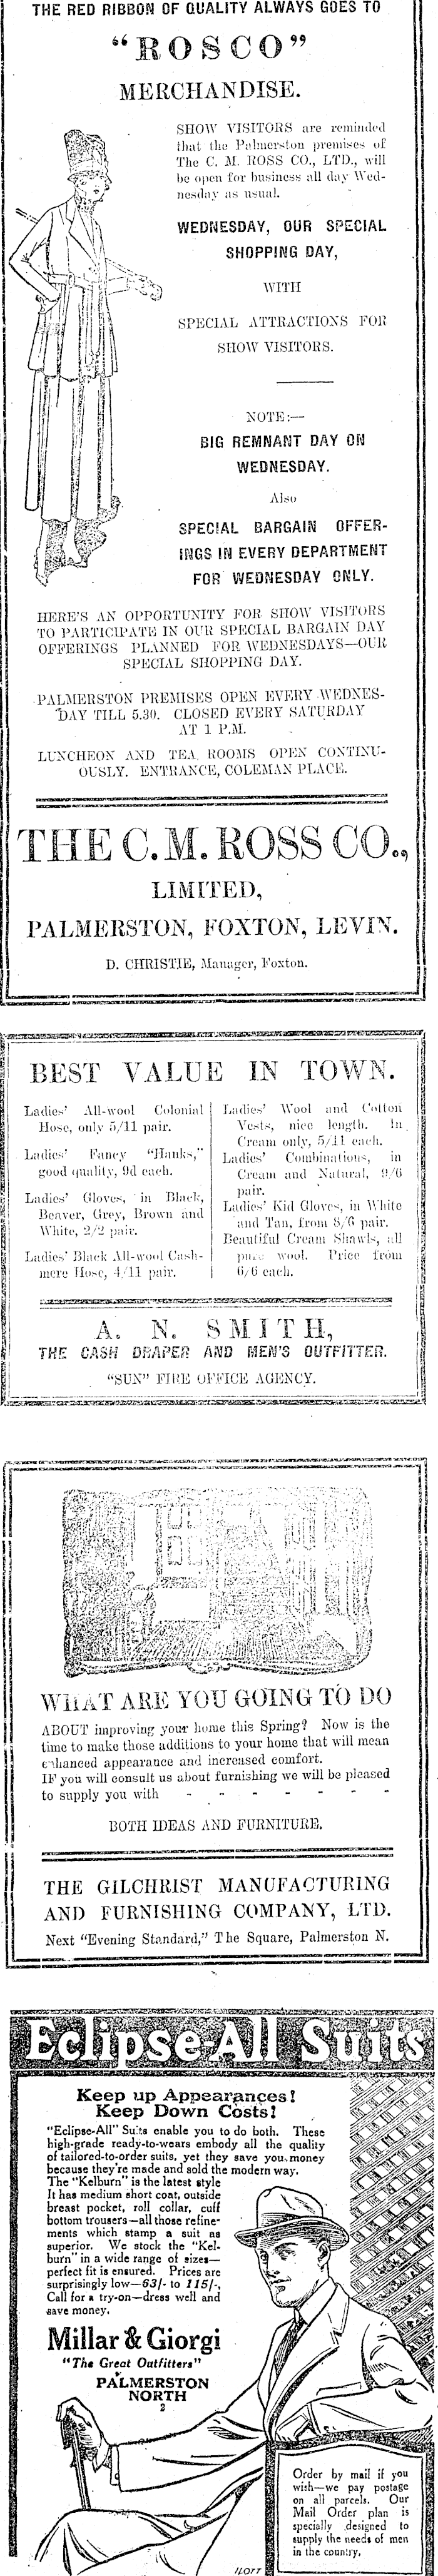 THE RED RIBBON OF QUALITY ALWAYS GOES TO
"ROSCO"
MERCHANDISE.
SHOW VISITORS are reminded
that the Palmerston premises of
The C. M. ROSS CO., LTD., will
be open for business all day Wed-
nesday as usual.
WEDNESDAY, OUR SPECIAL
SHOPPING DAY,
WITH
SPECIAL ATTRACTIONS FOR
SHOW VISITORS.
NOTE:—
BIG REMNANT DAY ON
WEDNESDAY.
Also
SPECIAL BARGAIN OFFER-
INGS IN EVERY DEPARTMENT
FOR WEDNESDAY ONLY.
HERE'S AN OPPORTUNITY FOR SHOW VISITORS
TO PARTICIPATE IN OUR SPECIAL BARGAIN DAY
OFFERINGS PLANNED FOR WEDNESDAYS—OUR
SPECIAL SHOPPING DAY.
PALMERSTON PREMISES OPEN EVERY WEDNES-
DAY TILL 5.30. CLOSED EVERY SATURDAY
AT 1 P.M.
LUNCHEON AND TEA ROOMS OPEN CONTINU-
OUSLY. ENTRANCE, COLEMAN PLACE.
THE C. M. ROSS CO.,
LIMITED,
PALMERSTON, FOXTON, LEVIN.
D. CHRISTIE, Manager, Foxton.
BEST VALUE IN TOWN.
Ladies' All-wool Colonial
Hose, only 5/11 pair.
Ladies' Fancy "Hanks,"
good quality, 9d each.
Ladies' Gloves, in Black,
Beaver, Grey, Brown and
White, 2/2 pair.
Ladies' Black All-wool Cash-
mere Hose, 4/11 pair.
Ladies' Wool and Cotton
Vests, nice length. In
Cream only, 5/11 each.
Ladies' Combinations, in
Cream and Natural, 9/6
pair.
Ladies' Kid Gloves, in White
and Tan, from 8/6 pair.
Beautiful Cream Shawls, all
pure wool. Price from
6/6 each.
A. N. SMITH,
THE CASH DRAPER AND MEN'S OUTFITTER.
"SUN" FIRE OFFICE AGENCY.
WHAT ARE YOU GOING TO DO
ABOUT improving your home this Spring? Now is the
time to make those additions to your home that will mean
enhanced appearance and increased comfort.
IF you will consult us about furnishing we will be pleased
to supply you with - - - - - - -
BOTH IDEAS AND FURNITURE.
THE GILCHRIST MANUFACTURING
AND FURNISHING COMPANY, LTD.
Next "Evening Standard," The Square, Palmerston N.
Eclipse-All Suits
Keep up Appearances!
Keep Down Costs!
"Eclipse-All" Suits enable you to do both. These
high-grade ready-to-wears embody all the quality
of tailored-to-order suits, yet they save you money
because they're made and sold the modern way.
The "Kelburn" is the latest style
It has medium short coat, outside
breast pocket, roll collar, cuff
bottom trousers—all those refine-
ments which stamp a suit as
superior. We stock the "Kel-
burn" in a wide range of sizes—
perfect fit is ensured. Prices are
surprisingly low—63/- to 115/-.
Call for a try-on—dress well and
save money.
Millar & Giorgi
"The Great Outfitters"
PALMERSTON
NORTH
2
Order by mail if you
wish—we pay postage
on all parcels. Our
Mail Order plan is
specially designed to
supply the needs of men
in the country.
ILOTT